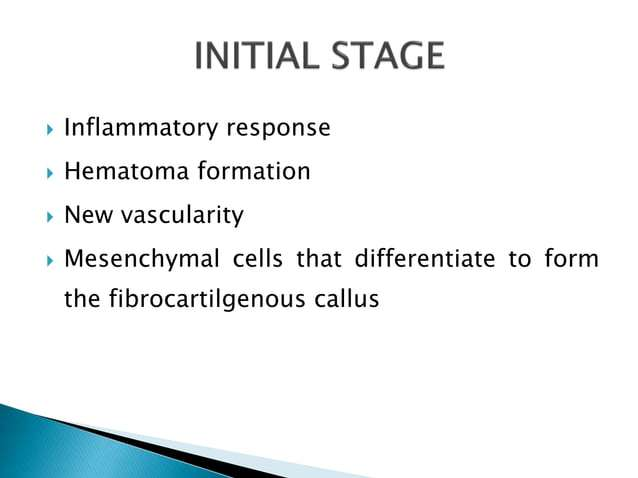 INITIAL STAGE
Inflammatory response
Hematoma formation
New vascularity
Mesenchymal cells that differentiate to form
the fibrocartilgenous callus